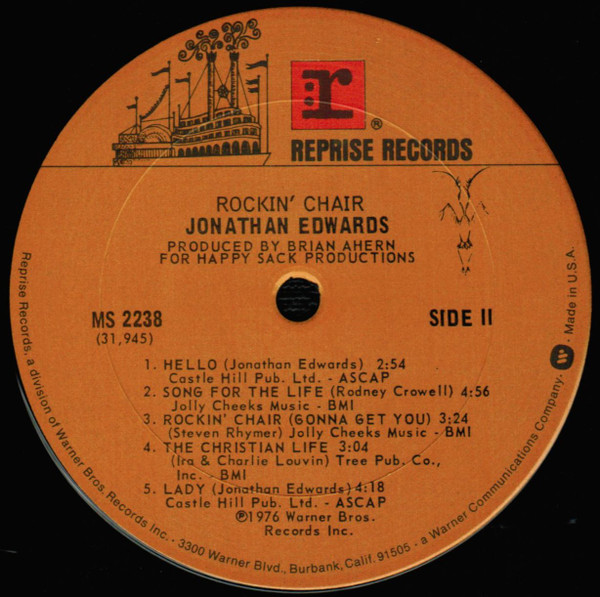 :r
®
REPRISE RECORDS
ROCKIN' CHAIR
JONATHAN EDWARDS
PRODUCED BY BRIAN AHERN
FOR HAPPY SACK PRODUCTIONS
MS 2238
(31,945)
SIDE II
1. HELLO (Jonathan Edwards) 2:54
Castle Hill Pub. Ltd. - ASCAP
2. SONG FOR THE LIFE (Rodney Crowell) 4:56
Jolly Cheeks Music - BMI
3. ROCKIN' CHAIR (GONNA GET YOU) 3:24
(Steven Rhymer) Jolly Cheeks Music - BMI
4. THE CHRISTIAN LIFE 3:04
(Ira & Charlie Louvin) Tree Pub. Co.,
Inc. - BMI
5. LADY (Jonathan Edwards) 4:18
Castle Hill Pub. Ltd. - ASCAP
℗1976 Warner Bros.
Records Inc.
Reprise Records, a division of Warner Bros. Records Inc. - 3300 Warner Blvd., Burbank, Calif. 91505 - a Warner Communications Company. · W · Made in U.S.A.